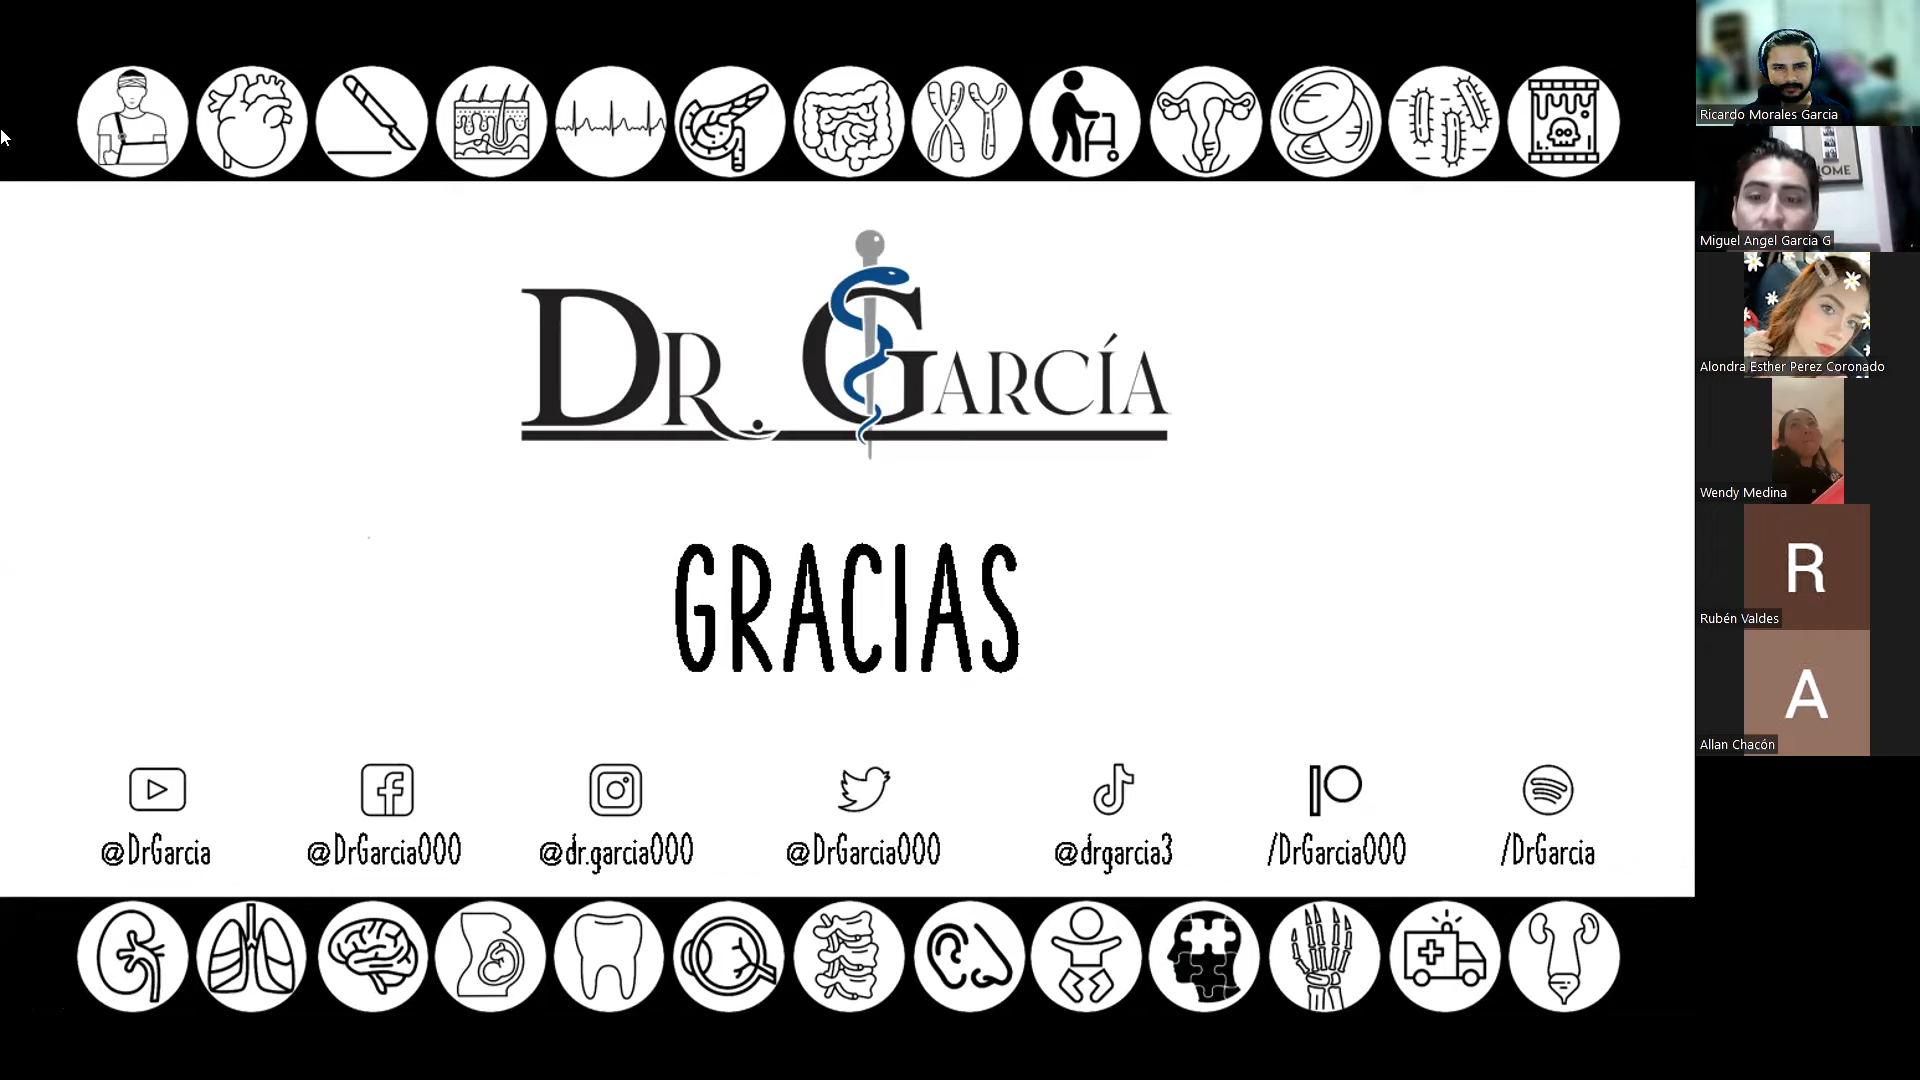 DR. GARCÍA
GRACIAS
@DrGarcia
@DrGarcia000
@dr.garcia000
@DrGarcia000
@drgarcia3
/DrGarcia000
/DrGarcia
Ricardo Morales Garcia
HOME
Miguel Angel Garcia G
Alondra Esther Perez Coronado
Wendy Medina
R
Rubén Valdes
A
Allan Chacón